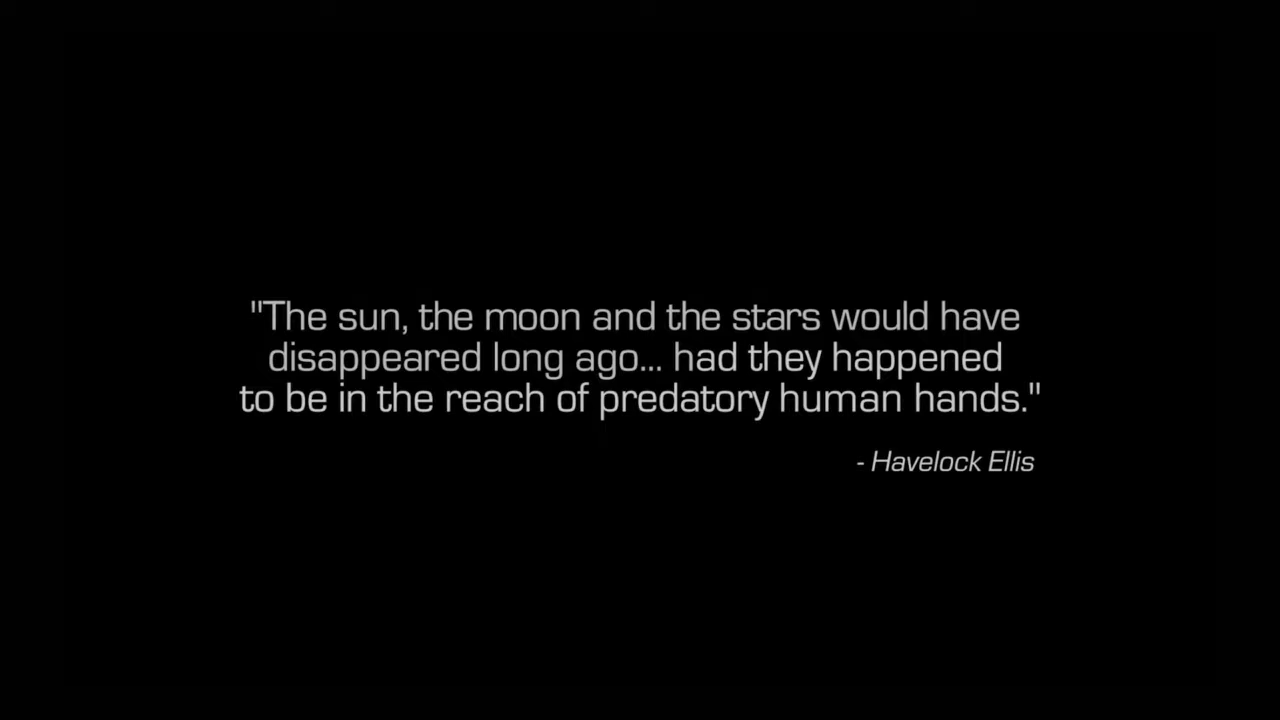 "The sun, the moon and the stars would have
disappeared long ago... had they happened
to be in the reach of predatory human hands."
- Havelock Ellis